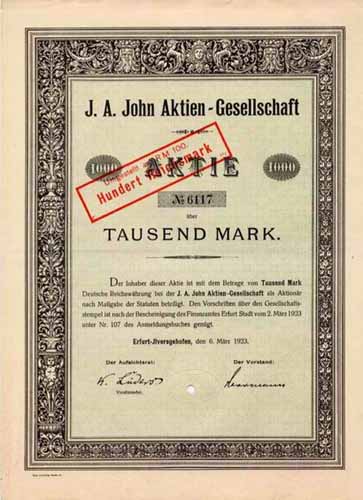 J. A. John Aktien-Gesellschaft
Umgestellt auf RM 100.
Hundert Reichsmark
1000 AKTIE 1000
№ 6117
über
TAUSEND MARK.
Der Inhaber dieser Aktie ist mit dem Betrage von Tausend Mark
Deutsche Reichswährung bei der J. A. John Aktien-Gesellschaft als Aktionär
nach Maßgabe der Statuten beteiligt. Den Vorschriften über den Gesellschafts-
stempel ist nach der Bescheinigung des Finanzamtes Erfurt Stadt vom 2. März 1923
unter Nr. 107 des Anmeldungsbuches genügt.
Erfurt-Ilversgehofen, den 6. März 1923.
Der Aufsichtsrat: Der Vorstand:
Vorsitzender.